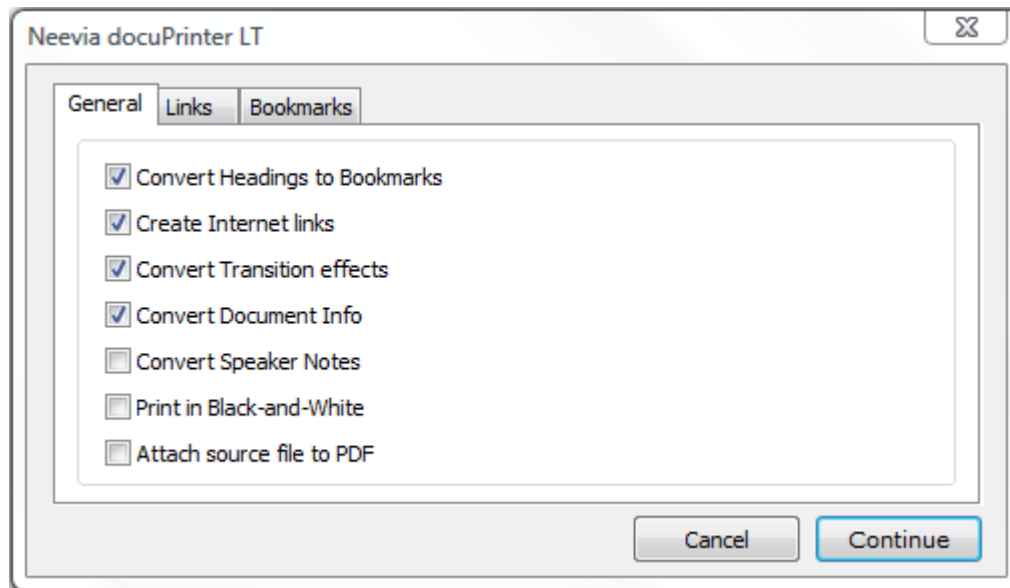 Neevia docuPrinter LT
General Links Bookmarks
Convert Headings to Bookmarks
Create Internet links
Convert Transition effects
Convert Document Info
Convert Speaker Notes
Print in Black-and-White
Attach source file to PDF
Cancel Continue